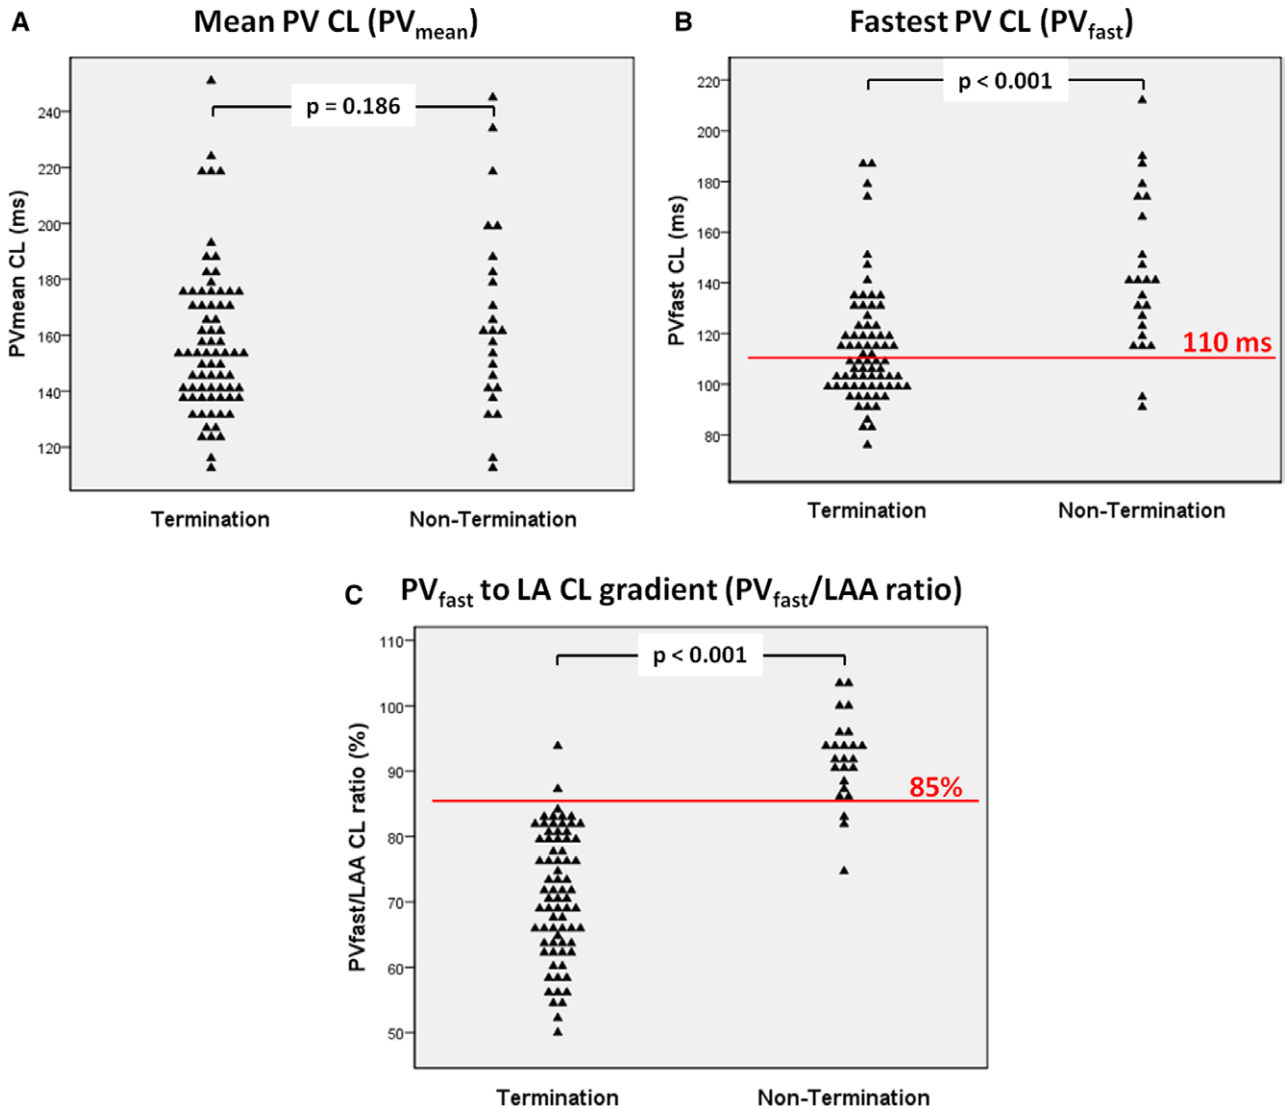 A
Mean PV CL (PVmean)
p = 0.186
PVmean CL (ms)
240
220
200
180
160
140
120
Termination
Non-Termination
B
Fastest PV CL (PVfast)
p < 0.001
PVfast CL (ms)
220
200
180
160
140
120
100
80
110 ms
Termination
Non-Termination
C
PVfast to LA CL gradient (PVfast/LAA ratio)
p < 0.001
PVfast/LAA CL ratio (%)
110
100
90
80
70
60
50
85%
Termination
Non-Termination